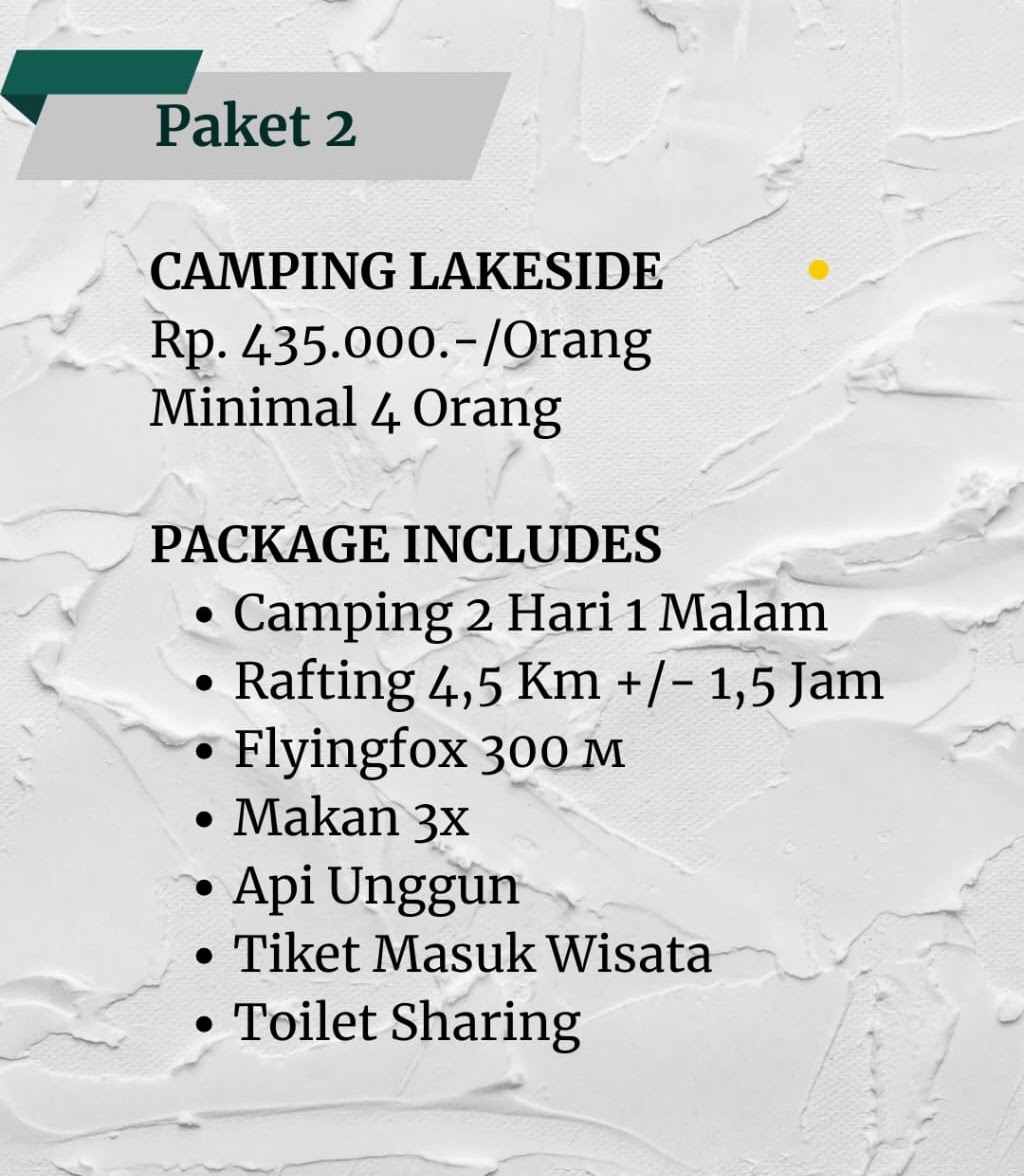 Paket 2
CAMPING LAKESIDE
Rp. 435.000.-/Orang
Minimal 4 Orang
PACKAGE INCLUDES
• Camping 2 Hari 1 Malam
• Rafting 4,5 Km +/- 1,5 Jam
• Flyingfox 300 M
• Makan 3x
• Api Unggun
• Tiket Masuk Wisata
• Toilet Sharing